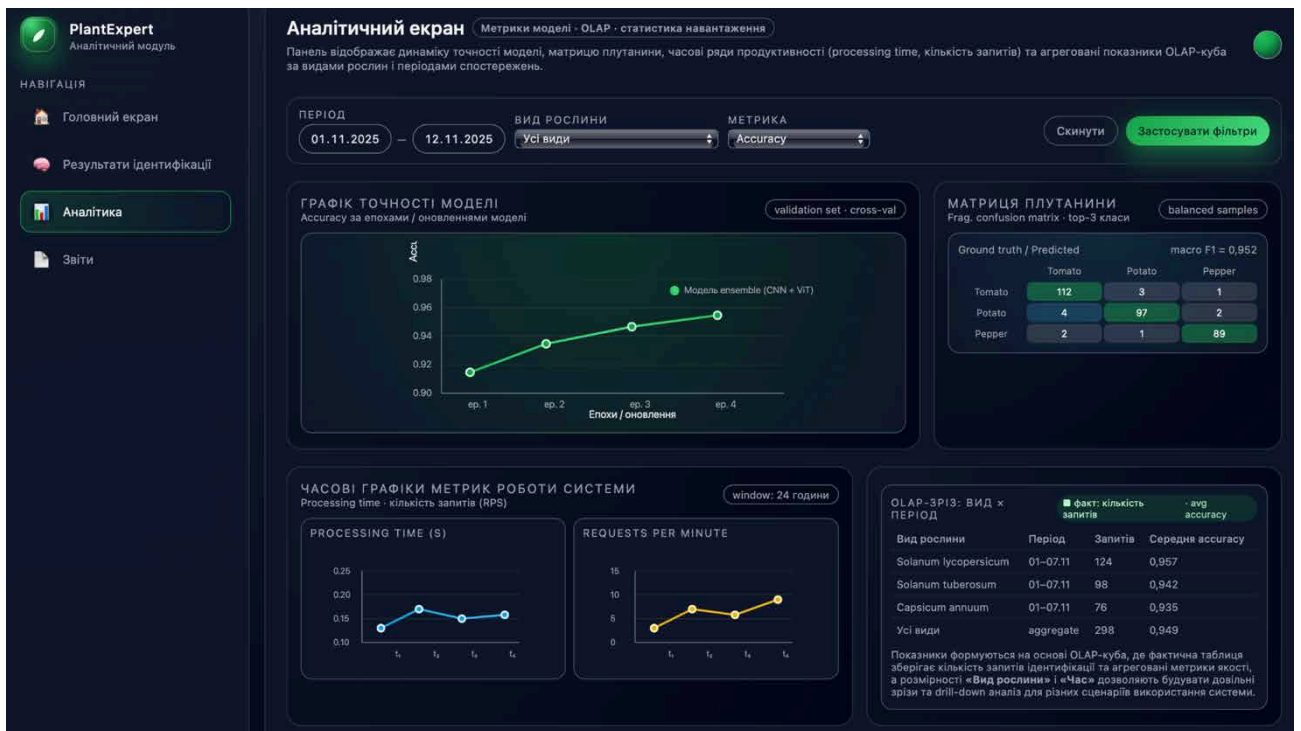 PlantExpert
Аналітичний модуль
НАВІГАЦІЯ
Головний екран
Результати ідентифікації
Аналітика
Звіти
Аналітичний екран
Метрики моделі · OLAP · статистика навантаження
Панель відображає динаміку точності моделі, матрицю плутанини, часові ряди продуктивності (processing time, кількість запитів) та агреговані показники OLAP-куба
за видами рослин і періодами спостережень.
ПЕРІОД
01.11.2025 – 12.11.2025
ВИД РОСЛИНИ
Усі види
МЕТРИКА
Accuracy
Скинути
Застосувати фільтри
ГРАФІК ТОЧНОСТІ МОДЕЛІ
Accuracy за епохами / оновленнями моделі
validation set · cross-val
0.98
0.96
0.94
0.92
0.90
Модель ensemble (CNN + ViT)
ep. 1 ep. 2 ep. 3 ep. 4
Епохи / оновлення
МАТРИЦЯ ПЛУТАНИНИ
Frag. confusion matrix · top-3 класи
balanced samples
Ground truth / Predicted macro F1 = 0,952
Tomato Potato Pepper
Tomato 112 3 1
Potato 4 97 2
Pepper 2 1 89
ЧАСОВІ ГРАФІКИ МЕТРИК РОБОТИ СИСТЕМИ
Processing time · кількість запитів (RPS)
window: 24 години
PROCESSING TIME (S)
0.25
0.20
0.15
0.10
REQUESTS PER MINUTE
15
10
5
0
OLAP-ЗРІЗ: ВИД ×
ПЕРІОД
факт: кількість
запитів
· avg
accuracy
Вид рослини Період Запитів Середня accuracy
Solanum lycopersicum 01–07.11 124 0,957
Solanum tuberosum 01–07.11 98 0,942
Capsicum annuum 01–07.11 76 0,935
Усі види aggregate 298 0,949
Показники формуються на основі OLAP-куба, де фактична таблиця
зберігає кількість запитів ідентифікації та агреговані метрики якості,
а розмірності «Вид рослини» і «Час» дозволяють будувати довільні
зрізи та drill-down аналіз для різних сценаріїв використання системи.